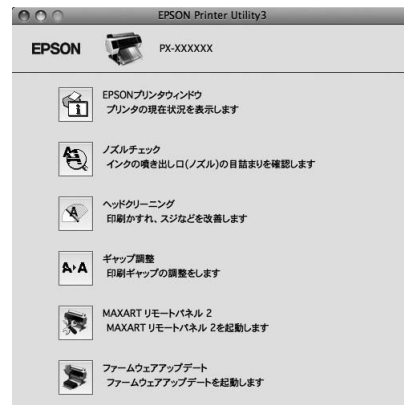 EPSON Printer Utility3
EPSON PX-XXXXXX
EPSONプリンタウィンドウ
プリンタの現在状況を表示します
ノズルチェック
インクの噴き出し口(ノズル)の目詰まりを確認します
ヘッドクリーニング
印刷かすれ、スジなどを改善します
ギャップ調整
印刷ギャップの調整をします
MAXART リモートパネル 2
MAXART リモートパネル 2を起動します
ファームウェアアップデート
ファームウェアアップデートを起動します